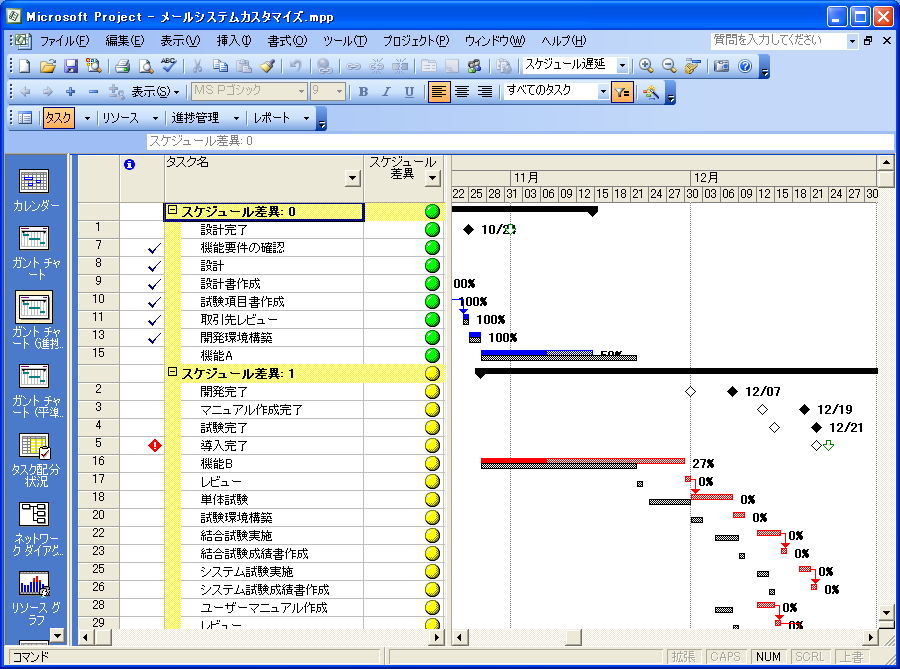 Microsoft Project - メールシステムカスタマイズ.mpp
ファイル(F) 編集(E) 表示(V) 挿入(I) 書式(O) ツール(T) プロジェクト(P) ウィンドウ(W) ヘルプ(H) 質問を入力してください
スケジュール遅延
表示(S) MS Pゴシック 9 B I U すべてのタスク
タスク リソース 進捗管理 レポート
スケジュール差異: 0
カレンダー
ガント チャ
ート
ガント チャ
ート (進捗..
ガント チャ
ート (平準..
タスク配分
状況
ネットワー
ク ダイアグ..
リソース グ
ラフ
タスク名 スケジュール
差異
11月 12月
22 25 28 31 03 06 09 12 15 18 21 24 27 30 03 06 09 12 15 18 21 24 27 30
スケジュール差異: 0
1 設計完了 10/23
7 機能要件の確認
8 設計
9 設計書作成 00%
10 試験項目書作成 100%
11 取引先レビュー 100%
13 開発環境構築 100%
15 機能A 50%
スケジュール差異: 1
2 開発完了 12/07
3 マニュアル作成完了 12/19
4 試験完了 12/21
5 導入完了
16 機能B 27%
17 レビュー 0%
18 単体試験 0%
20 試験環境構築 0%
22 結合試験実施 0%
23 結合試験成績書作成 0%
25 システム試験実施 0%
26 システム試験成績書作成 0%
28 ユーザーマニュアル作成 0%
29 レビュー 0%
コマンド 拡張 CAPS NUM SCRL 上書